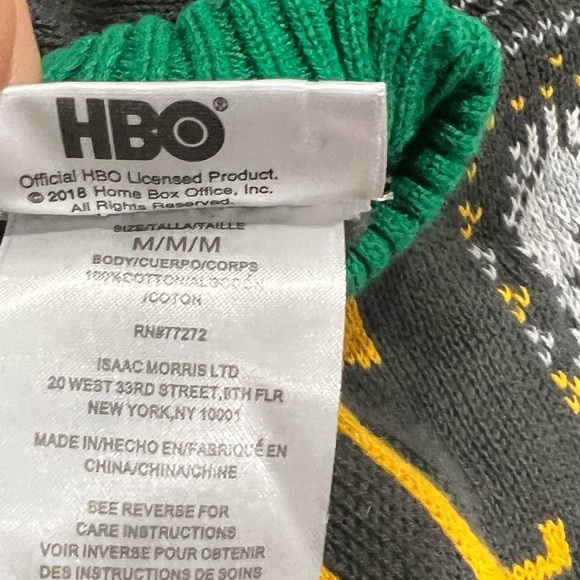 HBO®
Official HBO Licensed Product.
© 2018 Home Box Office, Inc.
All Rights Reserved.
SIZE/TALLA/TAILLE
M/M/M
BODY/CUERPO/CORPS
100%COTTON/ALGODÓN
/COTON
RN#77272
ISAAC MORRIS LTD
20 WEST 33RD STREET,9TH FLR
NEW YORK,NY 10001
MADE IN/HECHO EN/FABRIQUÉ EN
CHINA/CHINA/CHINE
SEE REVERSE FOR
CARE INSTRUCTIONS
VOIR INVERSE POUR OBTENIR
DES INSTRUCTIONS DE SOINS